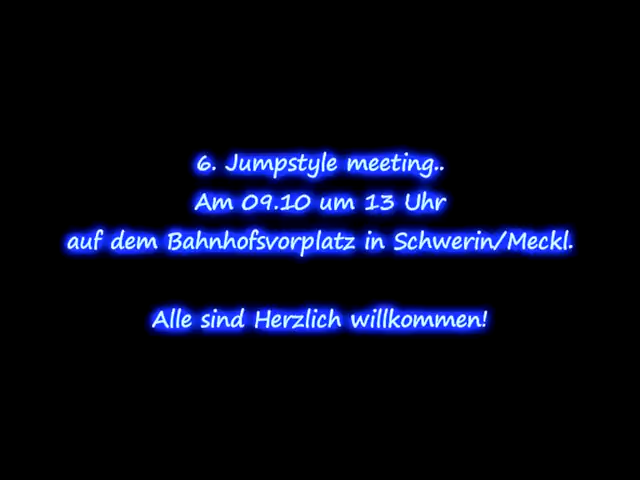 6. Jumpstyle meeting..
Am 09.10 um 13 Uhr
auf dem Bahnhofsvorplatz in Schwerin/Meckl.
Alle sind Herzlich willkommen!